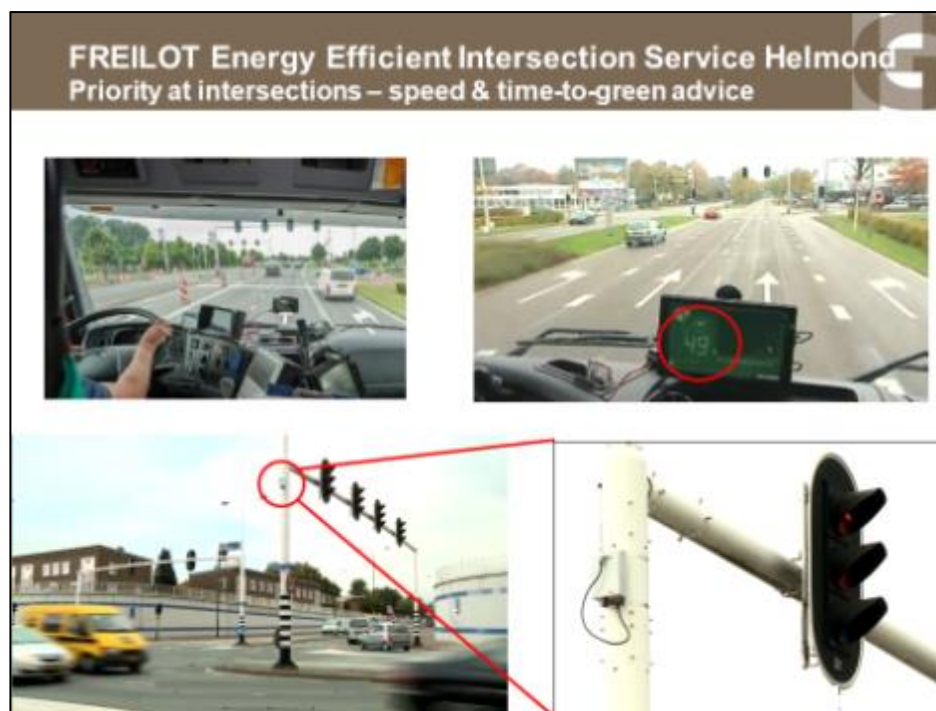 FREILOT Energy Efficient Intersection Service Helmond
Priority at intersections – speed & time-to-green advice
49